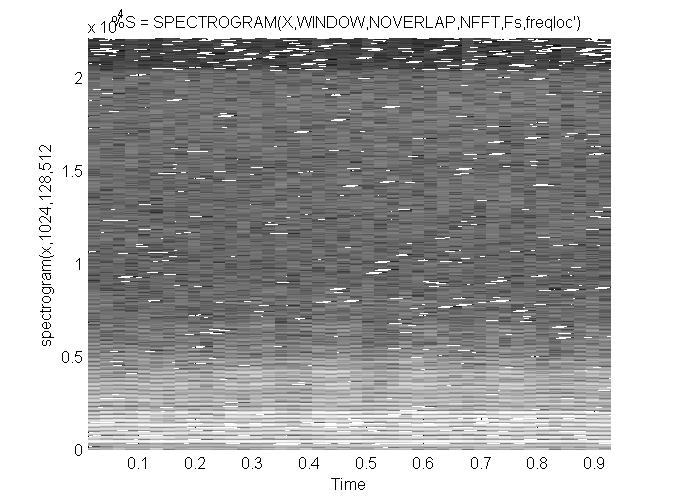 x 10^4
%S = SPECTROGRAM(X,WINDOW,NOVERLAP,NFFT,Fs,freqloc')
2
1.5
1
0.5
0
spectrogram(x,1024,128,512
0.1 0.2 0.3 0.4 0.5 0.6 0.7 0.8 0.9
Time